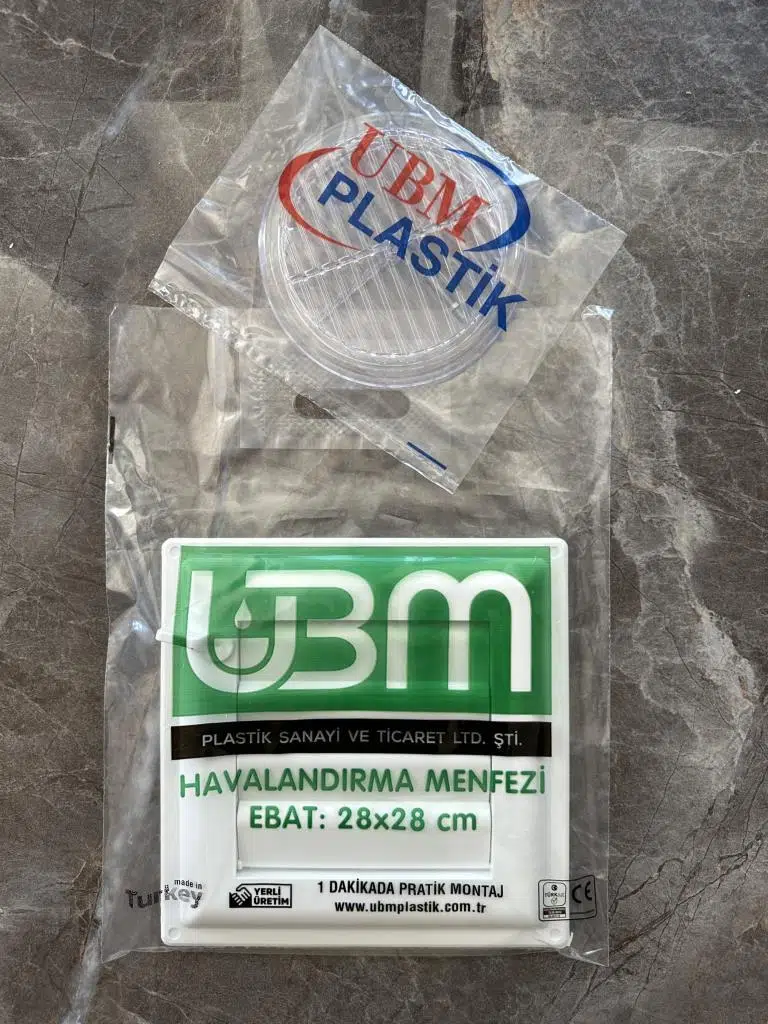 UBM
PLASTİK
UBM
PLASTİK SANAYİ VE TİCARET LTD. ŞTİ.
HAVALANDIRMA MENFEZİ
EBAT: 28x28 cm
made in
Turkey
YERLİ
ÜRETİM
1 DAKİKADA PRATİK MONTAJ
www.ubmplastik.com.tr
CE